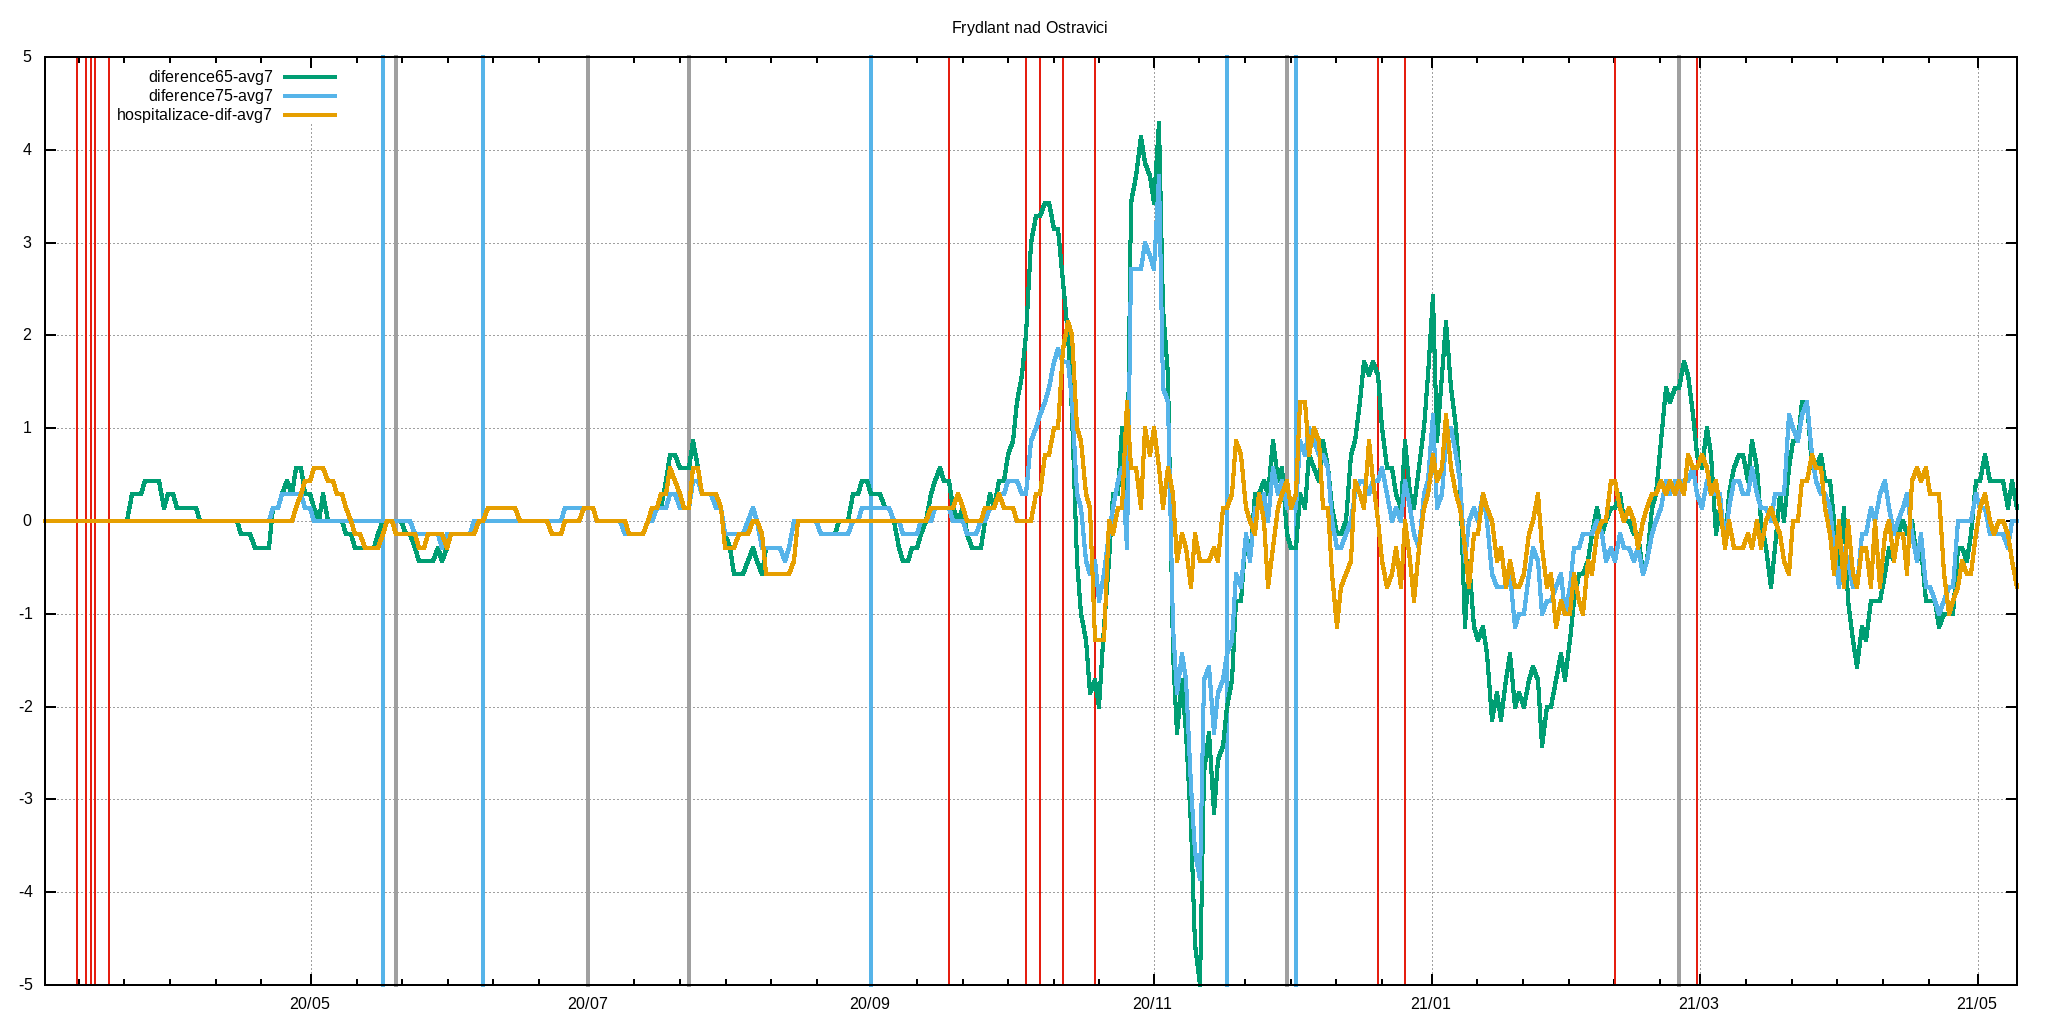 Frydlant nad Ostravici
diference65-avg7
diference75-avg7
hospitalizace-dif-avg7
5
4
3
2
1
0
-1
-2
-3
-4
-5
20/05 20/07 20/09 20/11 21/01 21/03 21/05